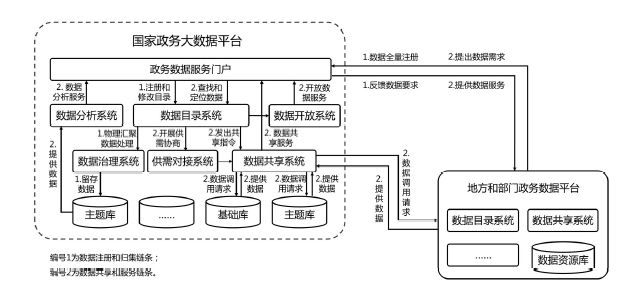 国家政务大数据平台
政务数据服务门户
1.数据全量注册
2.提出数据需求
1.反馈数据要求
2.提供数据服务
2.数据
分析服务
1.注册和
修改目录
2.查找和
定位数据
2.开放数
据服务
数据分析系统
数据目录系统
数据开放系统
1.物理汇聚
数据处理
2.开展供
需协商
2.发出共
享指令
2.数据共
享服务
2.提供数据
数据治理系统
供需对接系统
数据共享系统
1.留存
数据
2.数据调
用请求
2.提供
数据
2.数据调
用请求
2.提供
数据
主题库
......
基础库
主题库
2.提供数据
2.数据调用请求
地方和部门政务数据平台
数据目录系统
数据共享系统
......
数据资源库
编号1为数据注册和归集链条；
编号2为数据共享和服务链条。